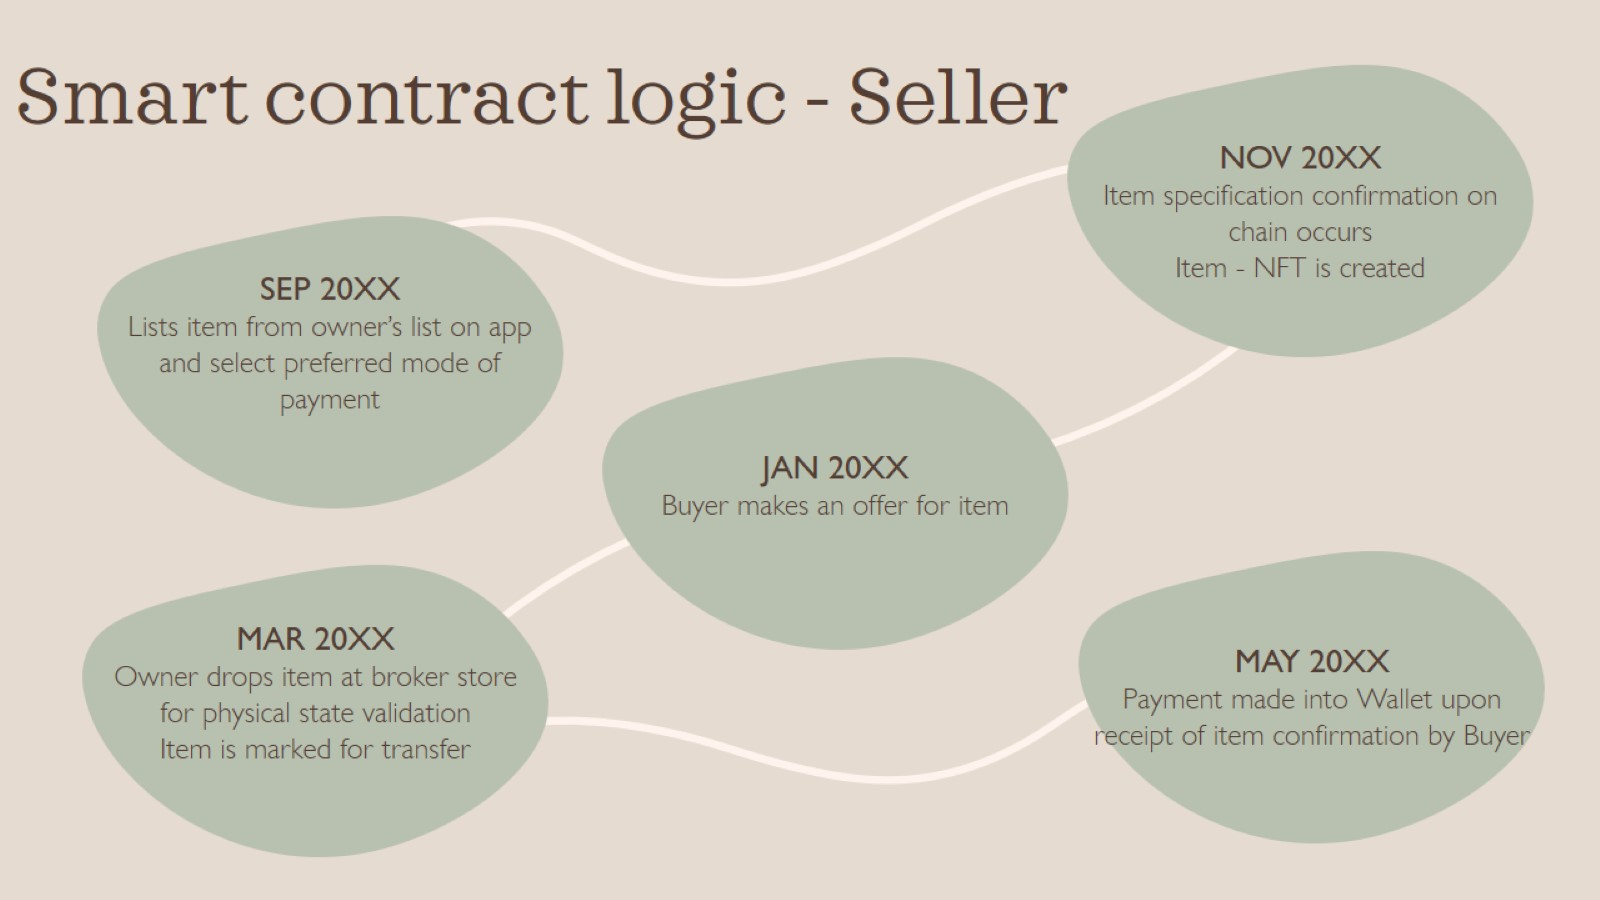 Smart contract logic - Seller
SEP 20XX
Lists item from owner’s list on app
and select preferred mode of
payment
NOV 20XX
Item specification confirmation on
chain occurs
Item - NFT is created
JAN 20XX
Buyer makes an offer for item
MAR 20XX
Owner drops item at broker store
for physical state validation
Item is marked for transfer
MAY 20XX
Payment made into Wallet upon
receipt of item confirmation by Buyer